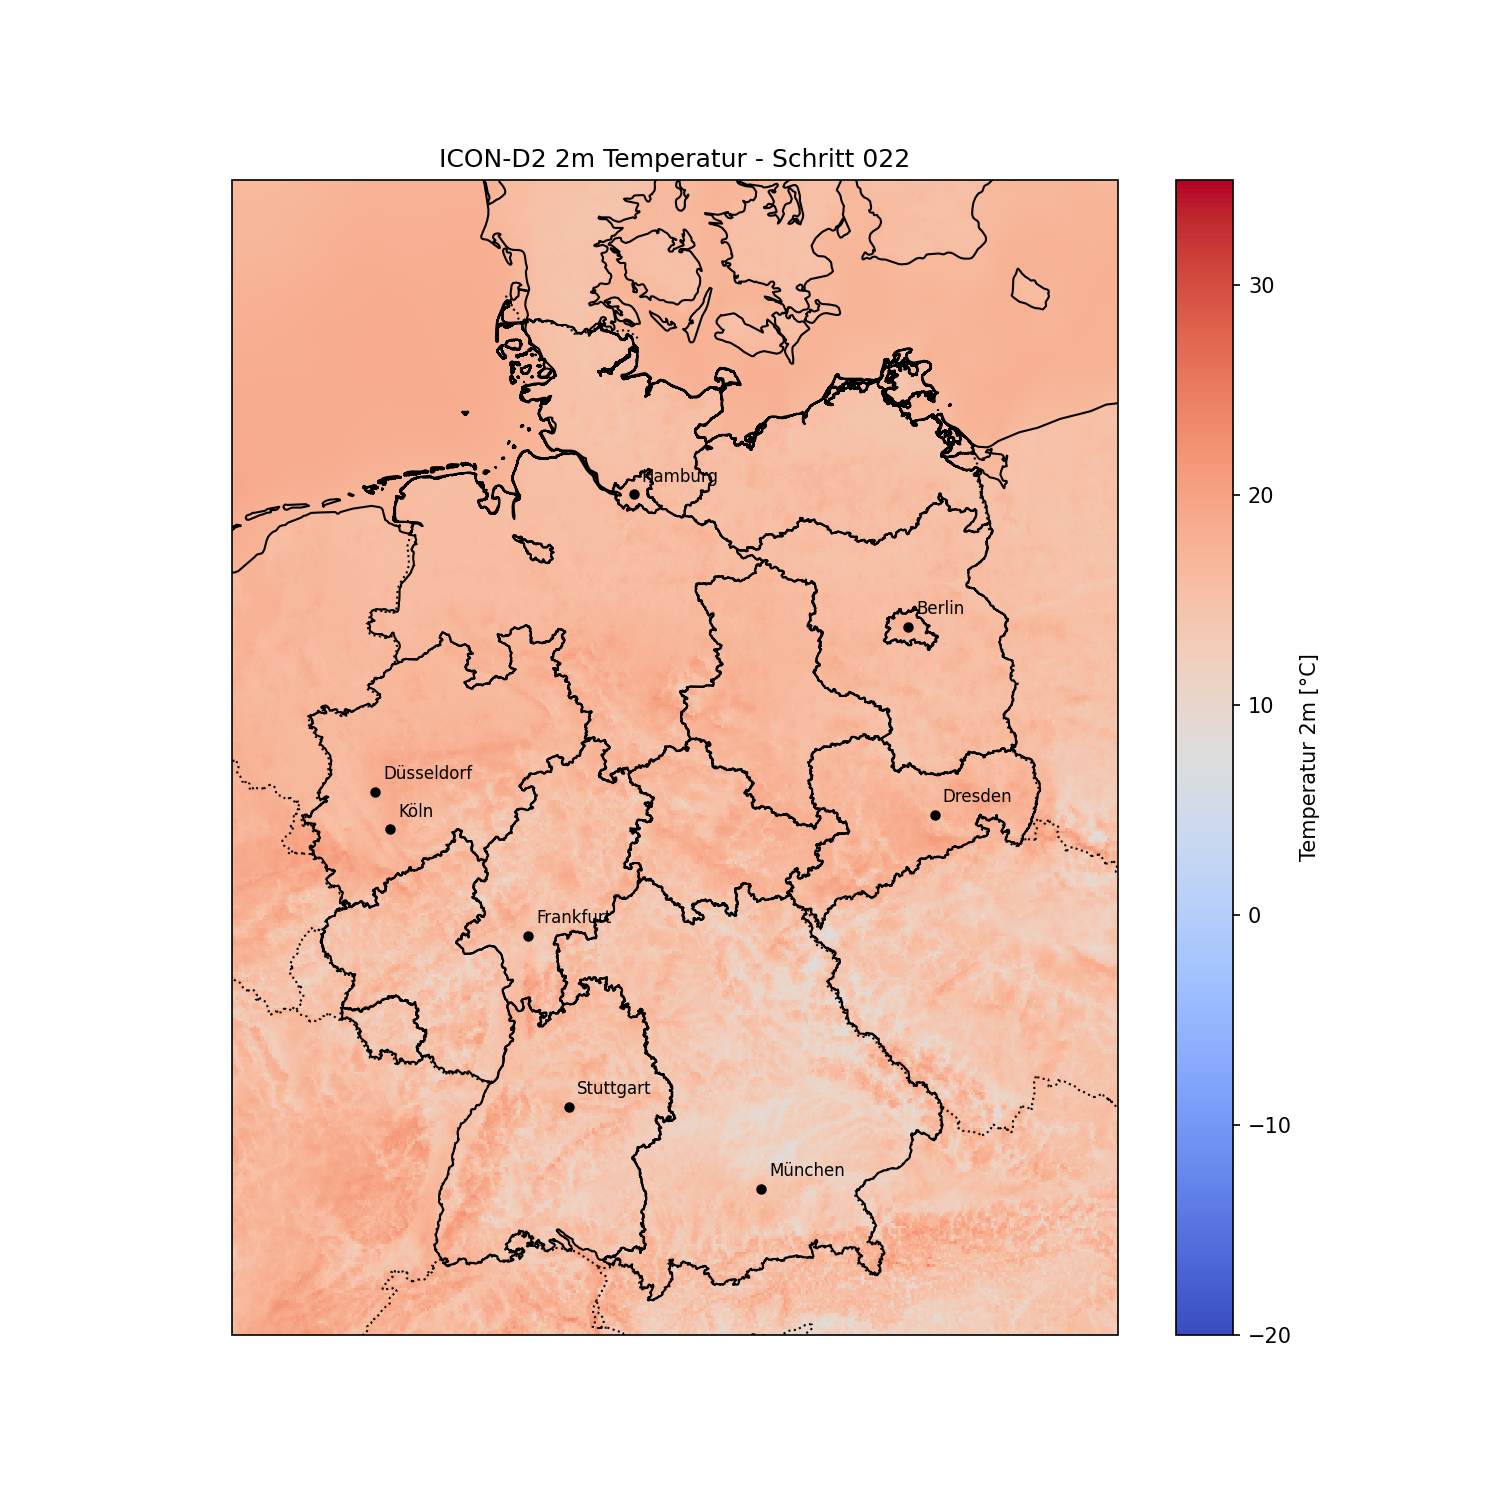 ICON-D2 2m Temperatur - Schritt 022
Hamburg
Berlin
Düsseldorf
Köln
Dresden
Frankfurt
Stuttgart
München
30
20
10
0
−10
−20
Temperatur 2m [°C]